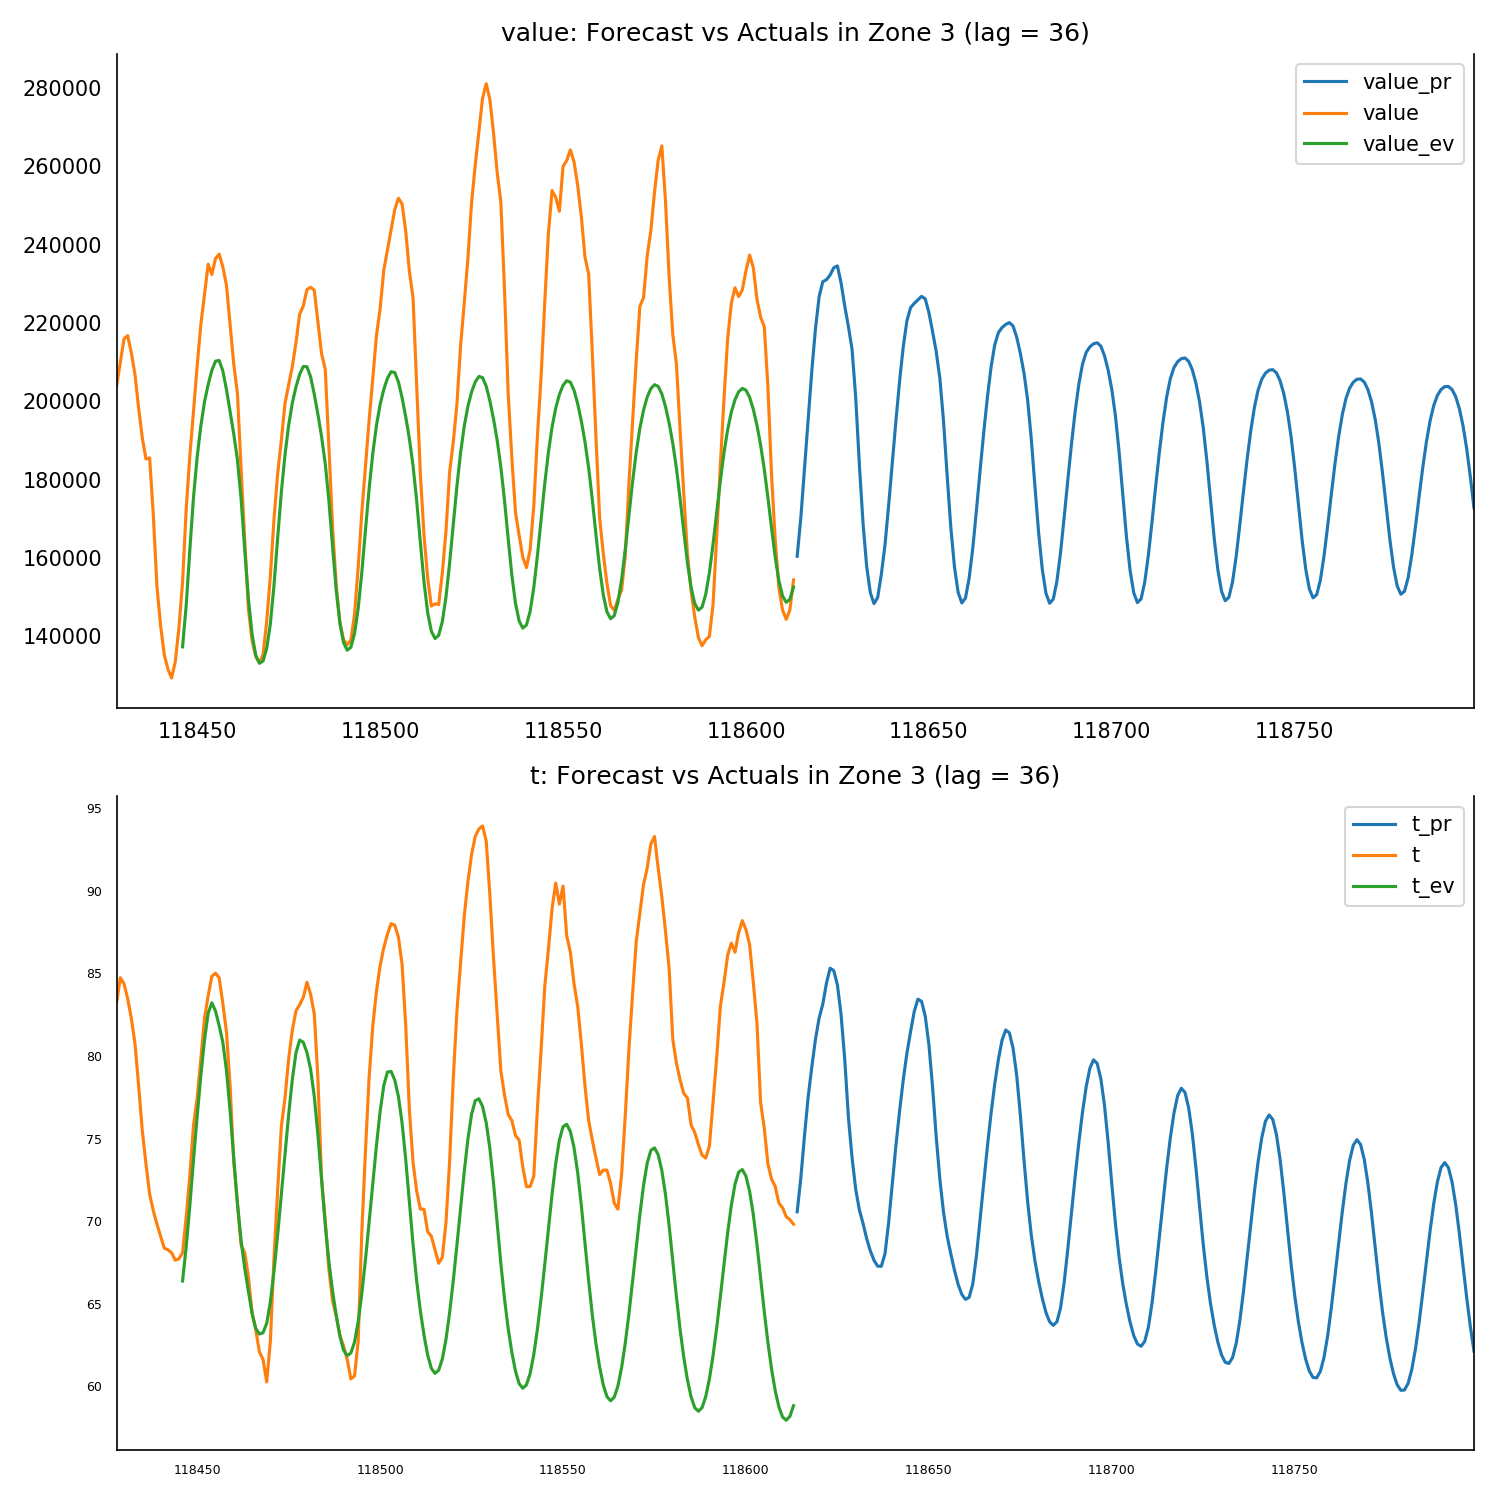 value: Forecast vs Actuals in Zone 3 (lag = 36)
280000
260000
240000
220000
200000
180000
160000
140000
value_pr
value
value_ev
118450 118500 118550 118600 118650 118700 118750
t: Forecast vs Actuals in Zone 3 (lag = 36)
95
90
85
80
75
70
65
60
t_pr
t
t_ev
118450 118500 118550 118600 118650 118700 118750